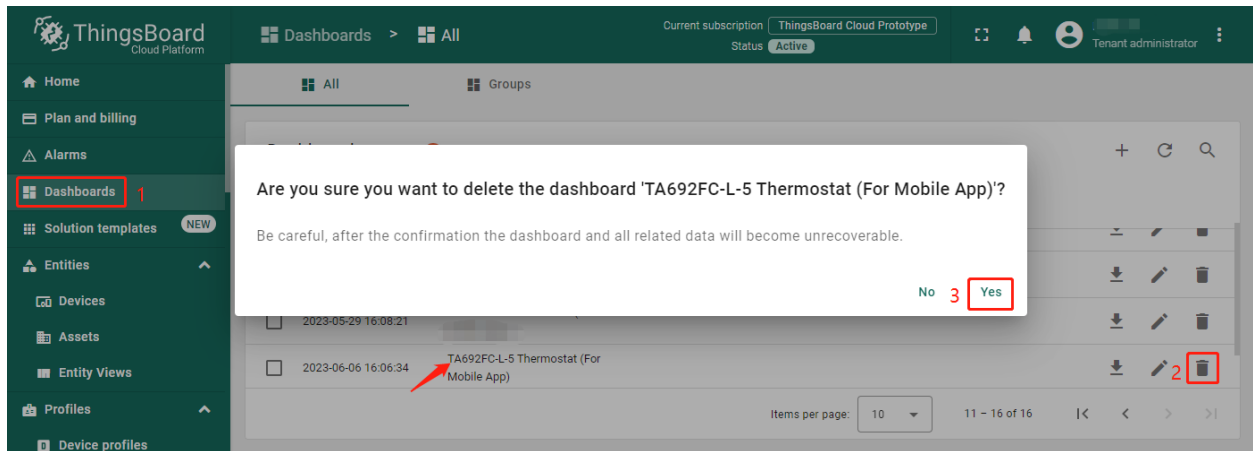 ThingsBoard
Cloud Platform
Dashboards > All
Current subscription ThingsBoard Cloud Prototype
Status Active
Tenant administrator
Home
Plan and billing
Alarms
Dashboards 1
Solution templates NEW
Entities
Devices
Assets
Entity Views
Profiles
Device profiles
All Groups
Are you sure you want to delete the dashboard 'TA692FC-L-5 Thermostat (For Mobile App)'?
Be careful, after the confirmation the dashboard and all related data will become unrecoverable.
No 3 Yes
2023-05-29 16:08:21
2023-06-06 16:06:34 TA692FC-L-5 Thermostat (For
Mobile App)
2
Items per page: 10 11 – 16 of 16